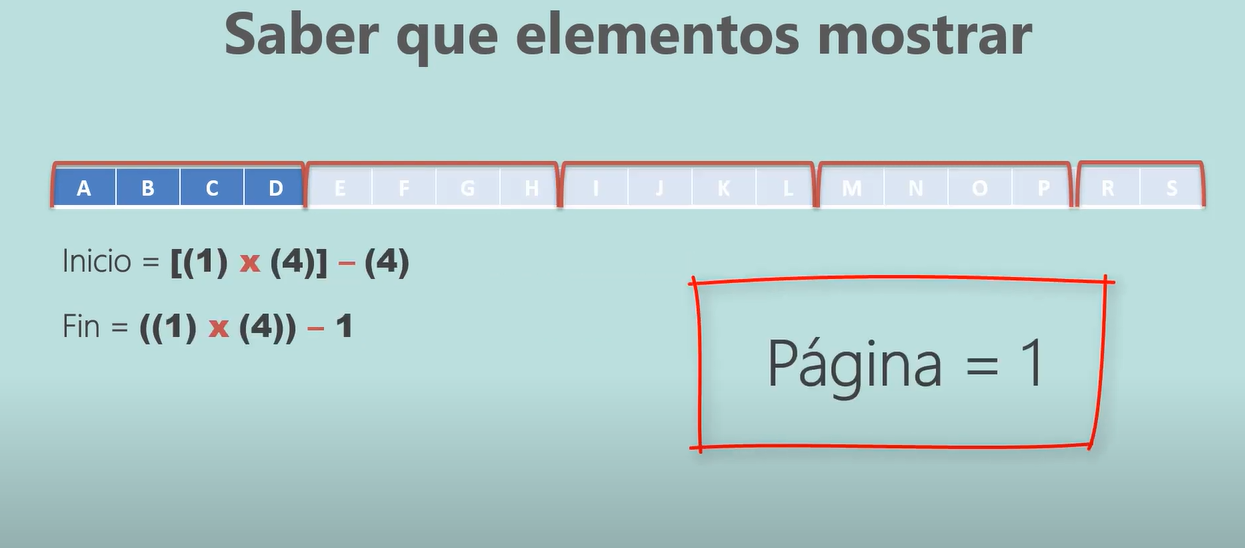 Saber que elementos mostrar
A B C D E F G H I J K L M N O P R S
Inicio = [(1) x (4)] – (4)
Fin = ((1) x (4)) – 1
Página = 1